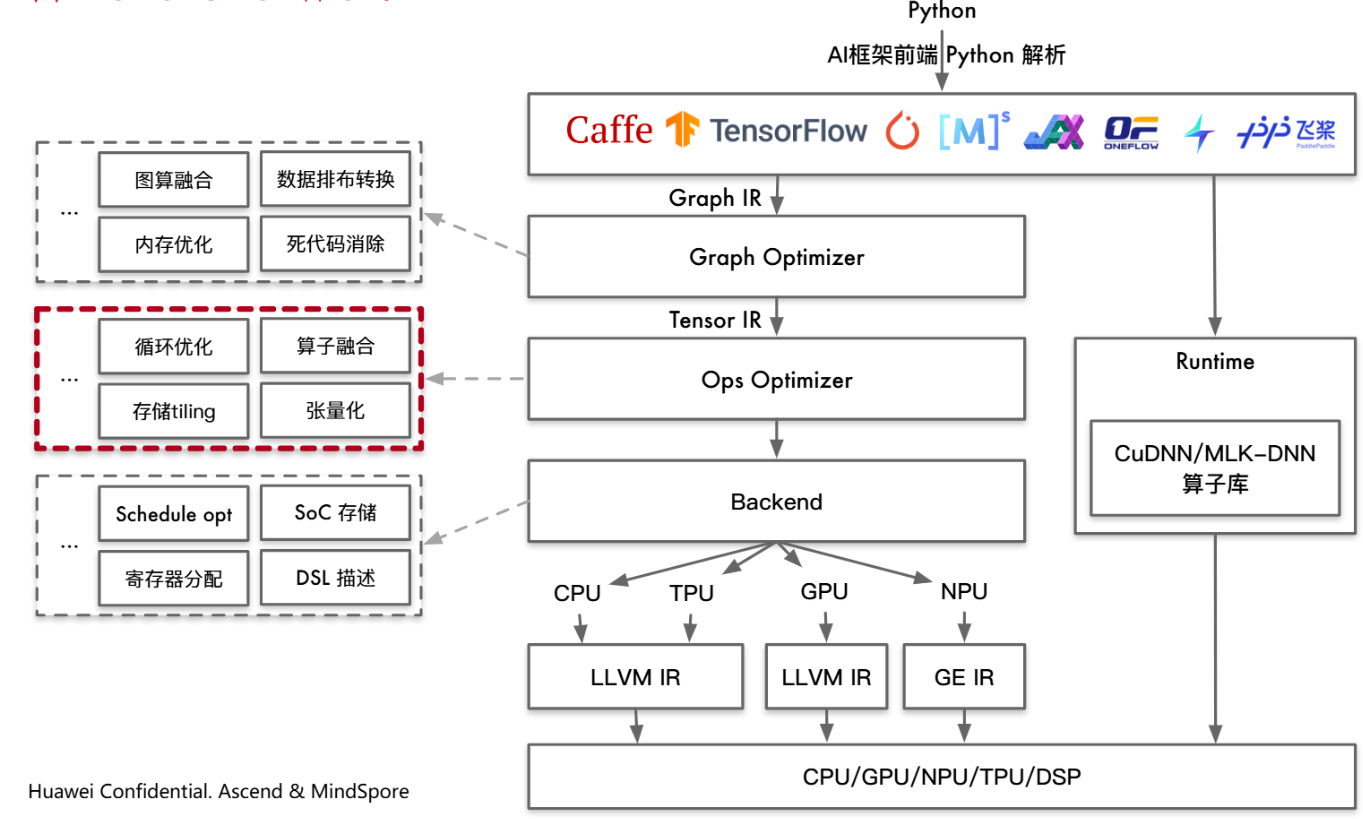 Python
AI框架前端 Python 解析
Caffe TensorFlow [M]s JAX OF ONEFLOW 飞桨 PaddlePaddle
图算融合 数据排布转换
...
内存优化 死代码消除
Graph IR
Graph Optimizer
Tensor IR
循环优化 算子融合
...
存储tiling 张量化
Ops Optimizer
Runtime
CuDNN/MLK-DNN
算子库
Schedule opt SoC 存储
...
寄存器分配 DSL 描述
Backend
CPU TPU GPU NPU
LLVM IR LLVM IR GE IR
CPU/GPU/NPU/TPU/DSP
Huawei Confidential. Ascend & MindSpore